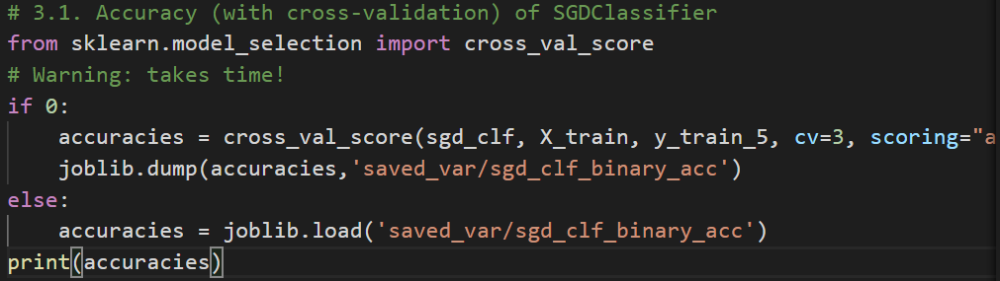 # 3.1. Accuracy (with cross-validation) of SGDClassifier
from sklearn.model_selection import cross_val_score
# Warning: takes time!
if 0:
    accuracies = cross_val_score(sgd_clf, X_train, y_train_5, cv=3, scoring="a
    joblib.dump(accuracies,'saved_var/sgd_clf_binary_acc')
else:
    accuracies = joblib.load('saved_var/sgd_clf_binary_acc')
print(accuracies)